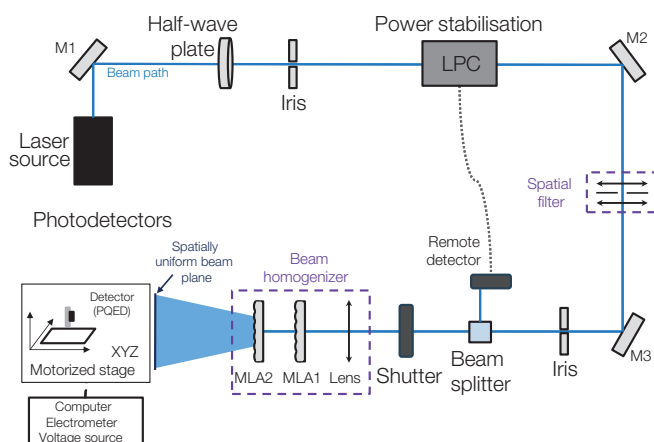 M1
Half-wave
plate
Power stabilisation
M2
Beam path
LPC
Iris
Laser
source
Spatial
filter
Photodetectors
Spatially
uniform beam
plane
Beam
homogenizer
Remote
detector
Detector
(PQED)
XYZ
Motorized stage
MLA2
MLA1
Lens
Shutter
Beam
splitter
Iris
M3
Computer
Electrometer
Voltage source